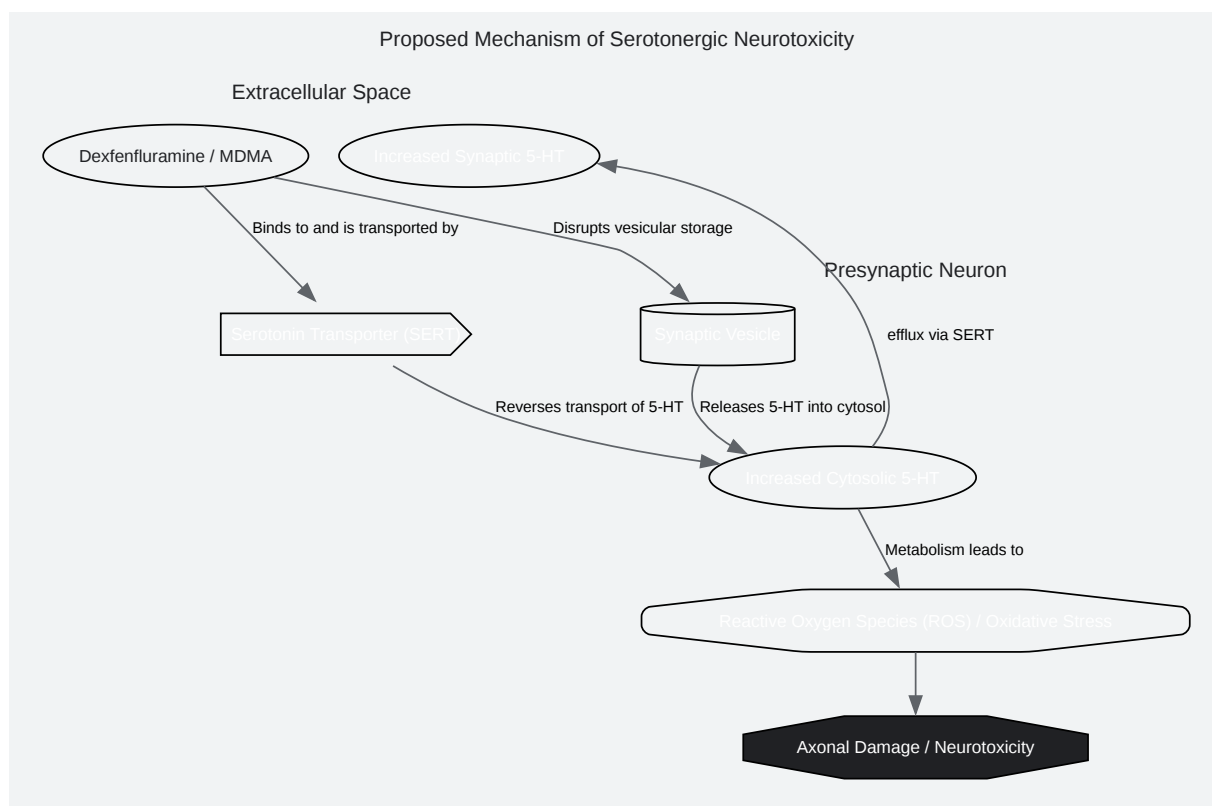 Proposed Mechanism of Serotonergic Neurotoxicity
Extracellular Space
Dexfenfluramine / MDMA
Increased Synaptic 5-HT
Binds to and is transported by
Disrupts vesicular storage
Presynaptic Neuron
Serotonin Transporter (SERT)
Synaptic Vesicle
efflux via SERT
Reverses transport of 5-HT
Releases 5-HT into cytosol
Increased Cytosolic 5-HT
Metabolism leads to
Reactive Oxygen Species (ROS) / Oxidative Stress
Axonal Damage / Neurotoxicity